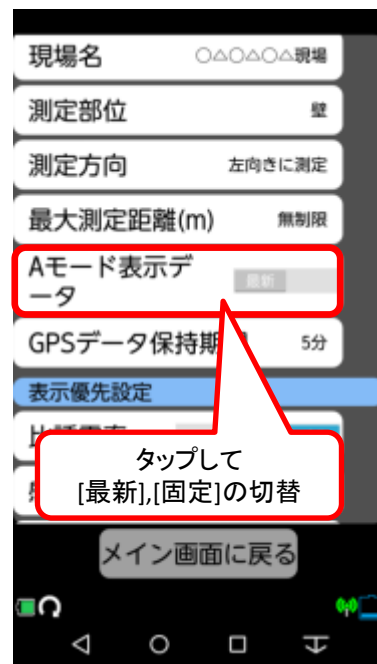 現場名 ○△○△○△現場
測定部位 壁
測定方向 左向きに測定
最大測定距離(m) 無制限
Aモード表示デ
ータ 最新
GPSデータ保持期 5分
表示優先設定
タップして
[最新],[固定]の切替
メイン画面に戻る